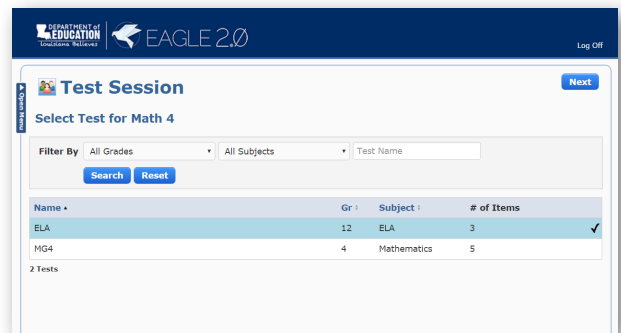 DEPARTMENT of
EDUCATION
Louisiana Believes
EAGLE 2.0
Log Off
Open Menu
Test Session
Next
Select Test for Math 4
Filter By All Grades All Subjects Test Name
Search Reset
Name Gr Subject # of Items
ELA 12 ELA 3
MG4 4 Mathematics 5
2 Tests